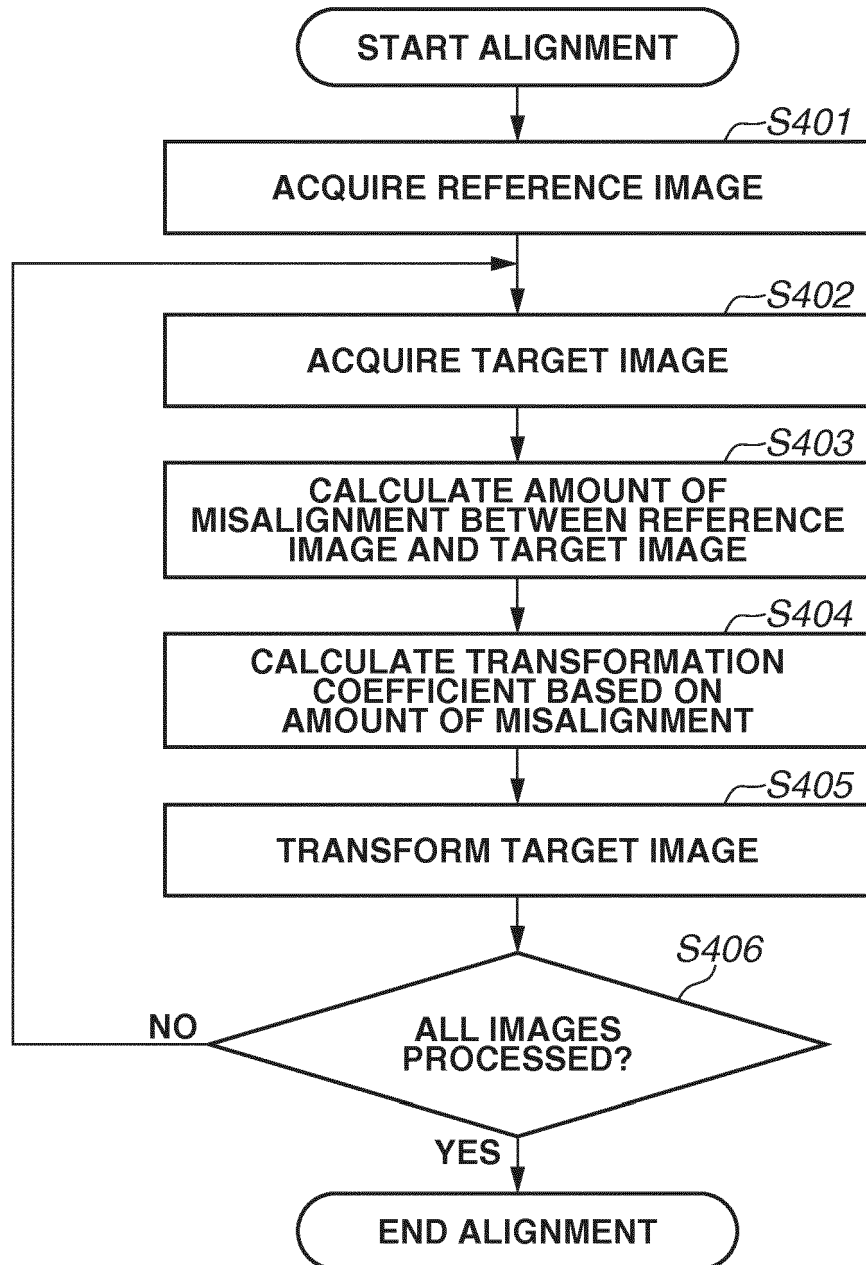 START ALIGNMENT
S401
ACQUIRE REFERENCE IMAGE
S402
ACQUIRE TARGET IMAGE
S403
CALCULATE AMOUNT OF
MISALIGNMENT BETWEEN REFERENCE
IMAGE AND TARGET IMAGE
S404
CALCULATE TRANSFORMATION
COEFFICIENT BASED ON
AMOUNT OF MISALIGNMENT
S405
TRANSFORM TARGET IMAGE
S406
NO
ALL IMAGES
PROCESSED?
YES
END ALIGNMENT